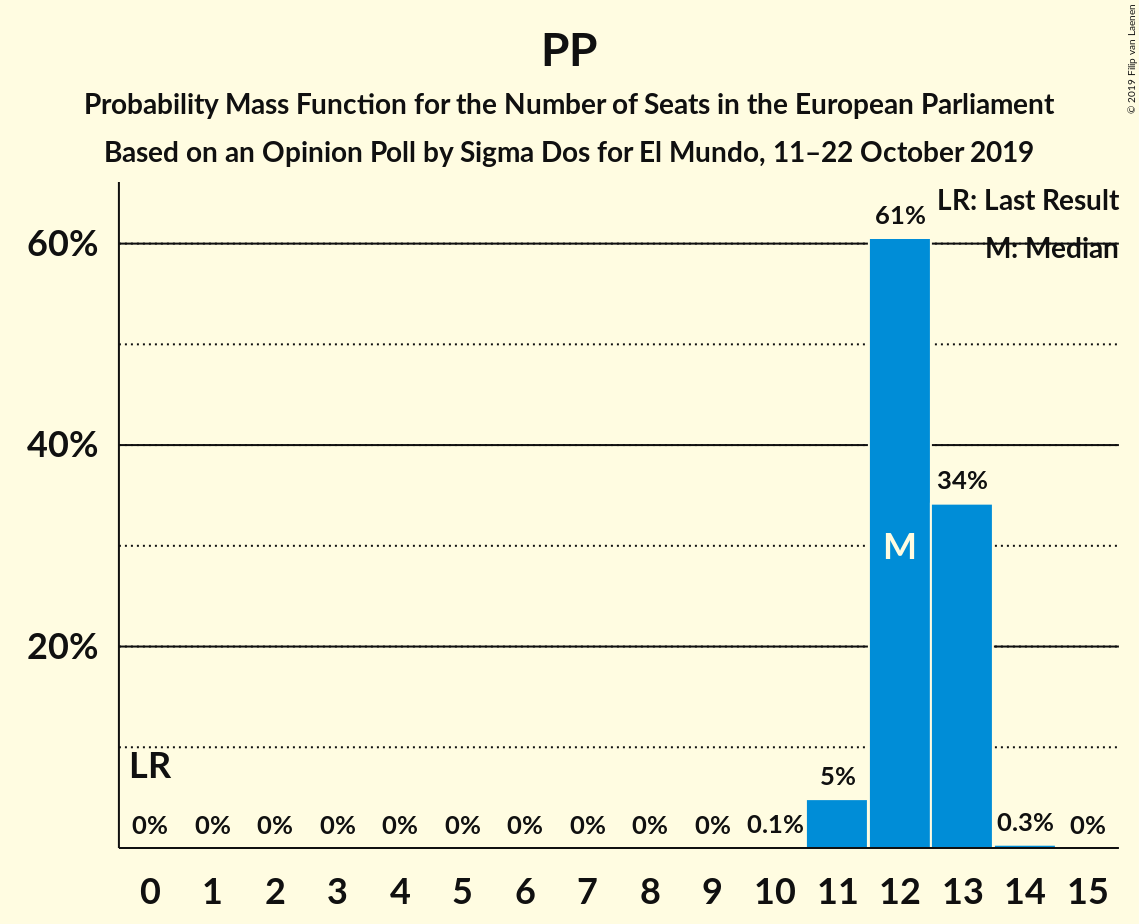 PP
Probability Mass Function for the Number of Seats in the European Parliament
Based on an Opinion Poll by Sigma Dos for El Mundo, 11–22 October 2019
© 2019 Filip van Laenen
LR: Last Result
M: Median
60%
40%
20%
61%
34%
M
LR
5%
0% 0% 0% 0% 0% 0% 0% 0% 0% 0% 0.1% 0.3% 0%
0 1 2 3 4 5 6 7 8 9 10 11 12 13 14 15